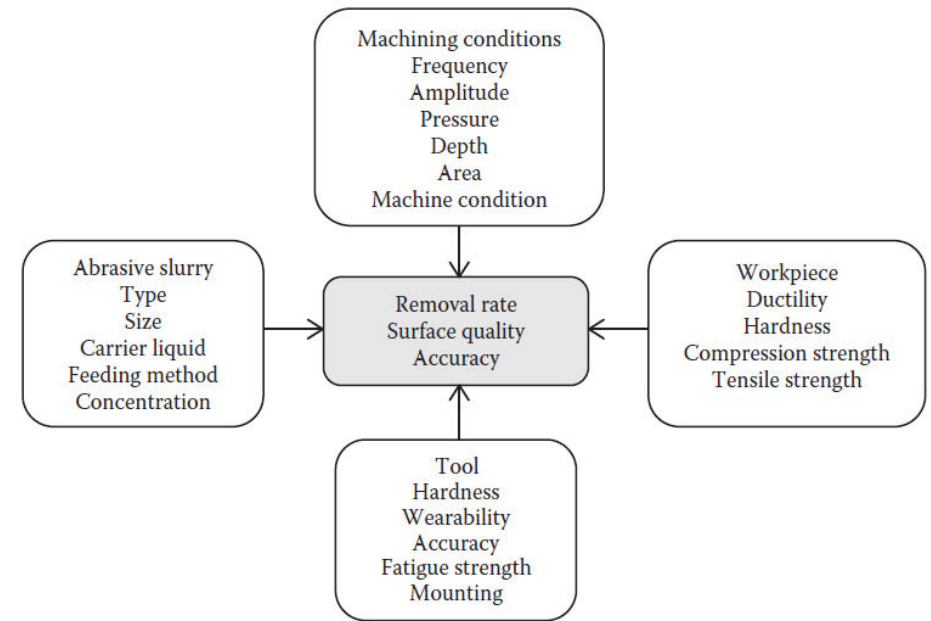 Machining conditions
Frequency
Amplitude
Pressure
Depth
Area
Machine condition
Abrasive slurry
Type
Size
Carrier liquid
Feeding method
Concentration
Removal rate
Surface quality
Accuracy
Workpiece
Ductility
Hardness
Compression strength
Tensile strength
Tool
Hardness
Wearability
Accuracy
Fatigue strength
Mounting